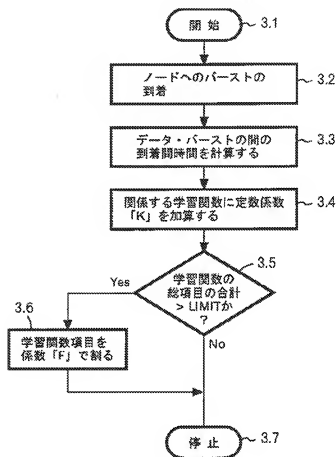 開 始
3.1
ノードへのバーストの
到着
3.2
データ・バーストの間の
到着間時間を計算する
3.3
関係する学習関数に定数係数
「K」を加算する
3.4
3.5
学習関数の
総項目の合計
> LIMITか
?
Yes
No
3.6
学習関数項目を
係数「F」で割る
停 止
3.7